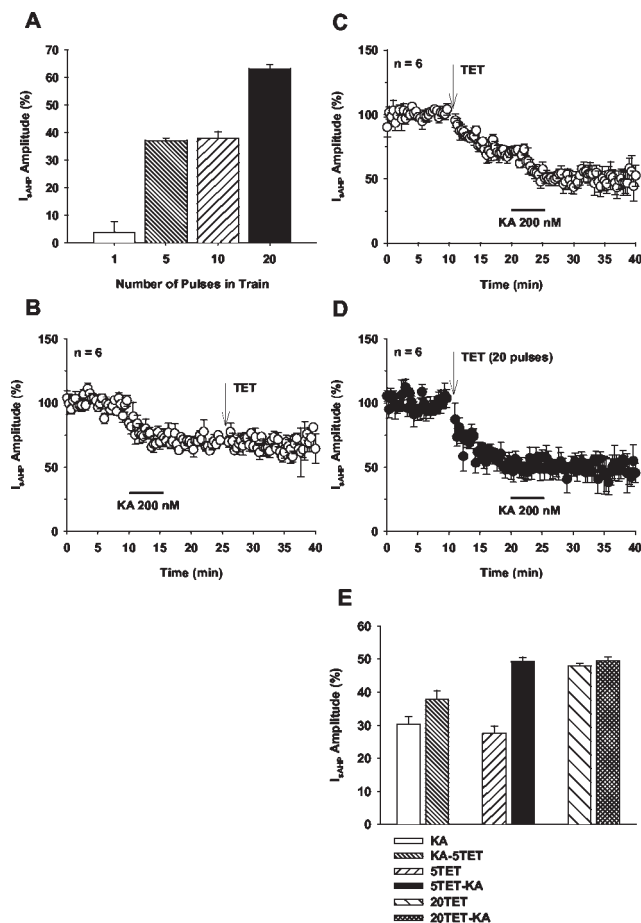 A
I sAHP Amplitude (%)
70
60
50
40
30
20
10
0
1 5 10 20
Number of Pulses in Train
C
I sAHP Amplitude (%)
150
100
50
0
n = 6
TET
KA 200 nM
0 5 10 15 20 25 30 35 40
Time (min)
B
I sAHP Amplitude (%)
150
100
50
0
n = 6
TET
KA 200 nM
0 5 10 15 20 25 30 35 40
Time (min)
D
I sAHP Amplitude (%)
150
100
50
0
n = 6
TET (20 pulses)
KA 200 nM
0 5 10 15 20 25 30 35 40
Time (min)
E
I sAHP Amplitude (%)
60
50
40
30
20
10
0
KA
KA-5TET
5TET
5TET-KA
20TET
20TET-KA